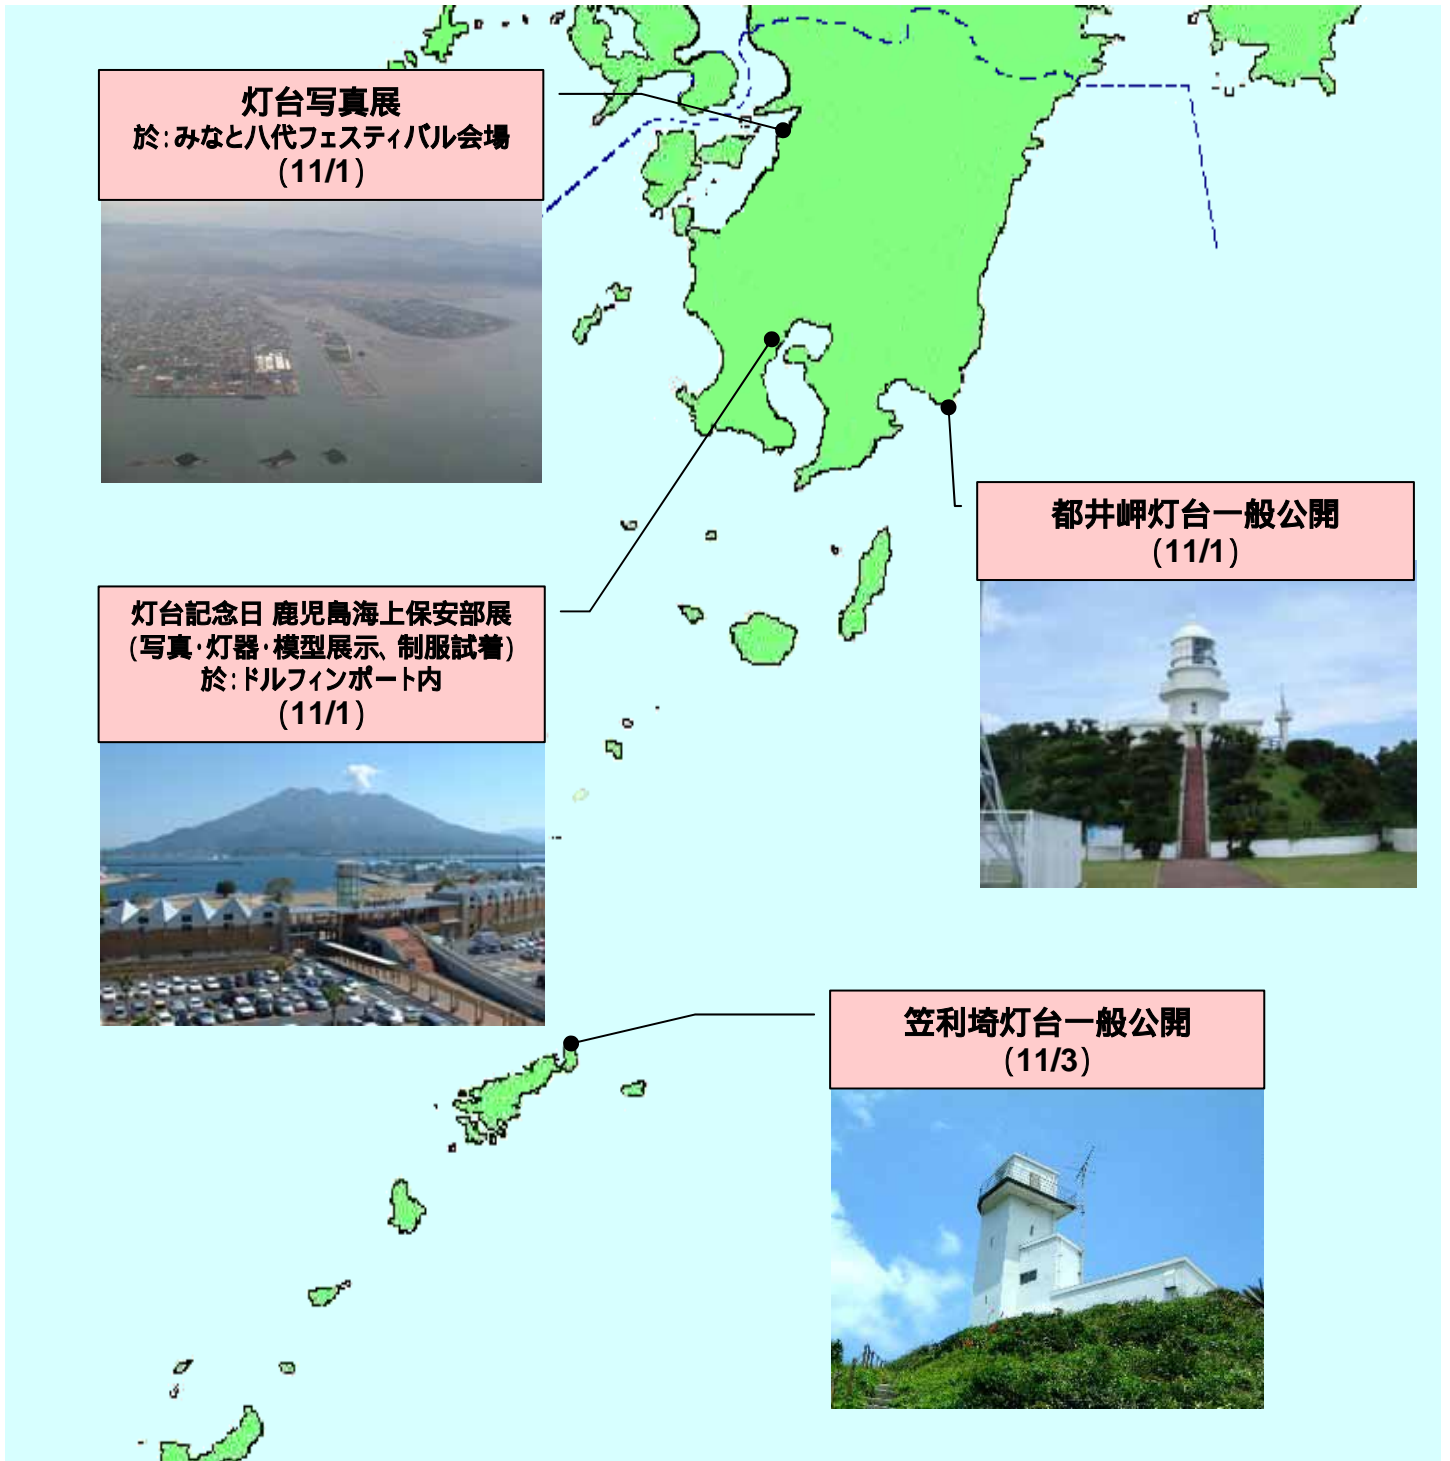 灯台写真展
於：みなと八代フェスティバル会場
(11/1)
都井岬灯台一般公開
(11/1)
灯台記念日 鹿児島海上保安部展
(写真・灯器・模型展示、制服試着)
於：ドルフィンポート内
(11/1)
笠利埼灯台一般公開
(11/3)